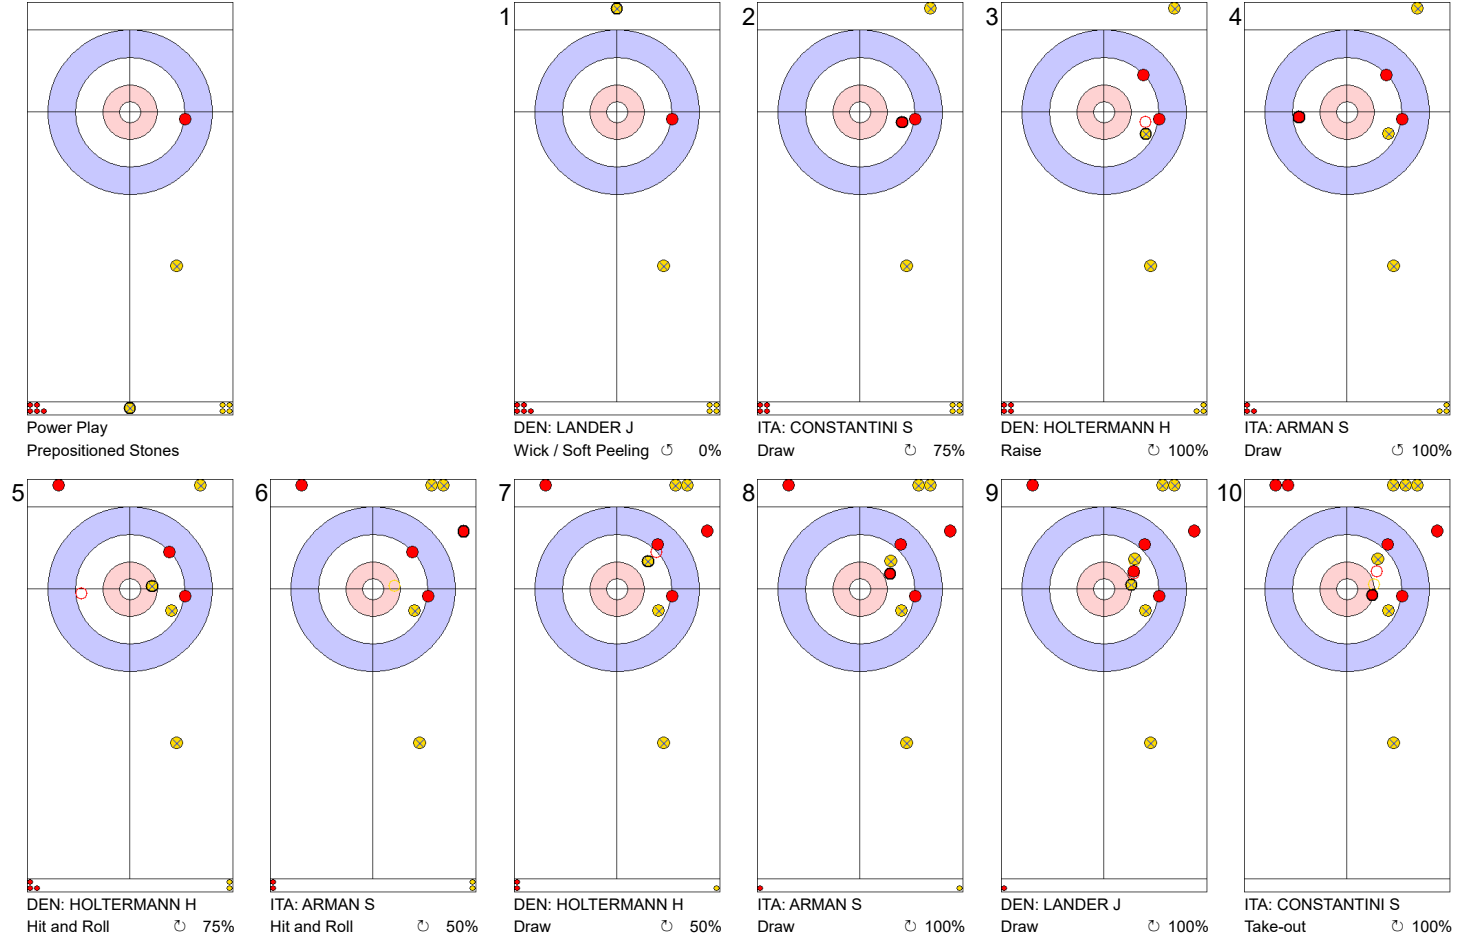 Power Play
Prepositioned Stones
1
DEN: LANDER J
Wick / Soft Peeling ↺ 0%
2
ITA: CONSTANTINI S
Draw ↻ 75%
3
DEN: HOLTERMANN H
Raise ↻ 100%
4
ITA: ARMAN S
Draw ↺ 100%
5
DEN: HOLTERMANN H
Hit and Roll ↻ 75%
6
ITA: ARMAN S
Hit and Roll ↻ 50%
7
DEN: HOLTERMANN H
Draw ↻ 50%
8
ITA: ARMAN S
Draw ↻ 100%
9
DEN: LANDER J
Draw ↻ 100%
10
ITA: CONSTANTINI S
Take-out ↻ 100%